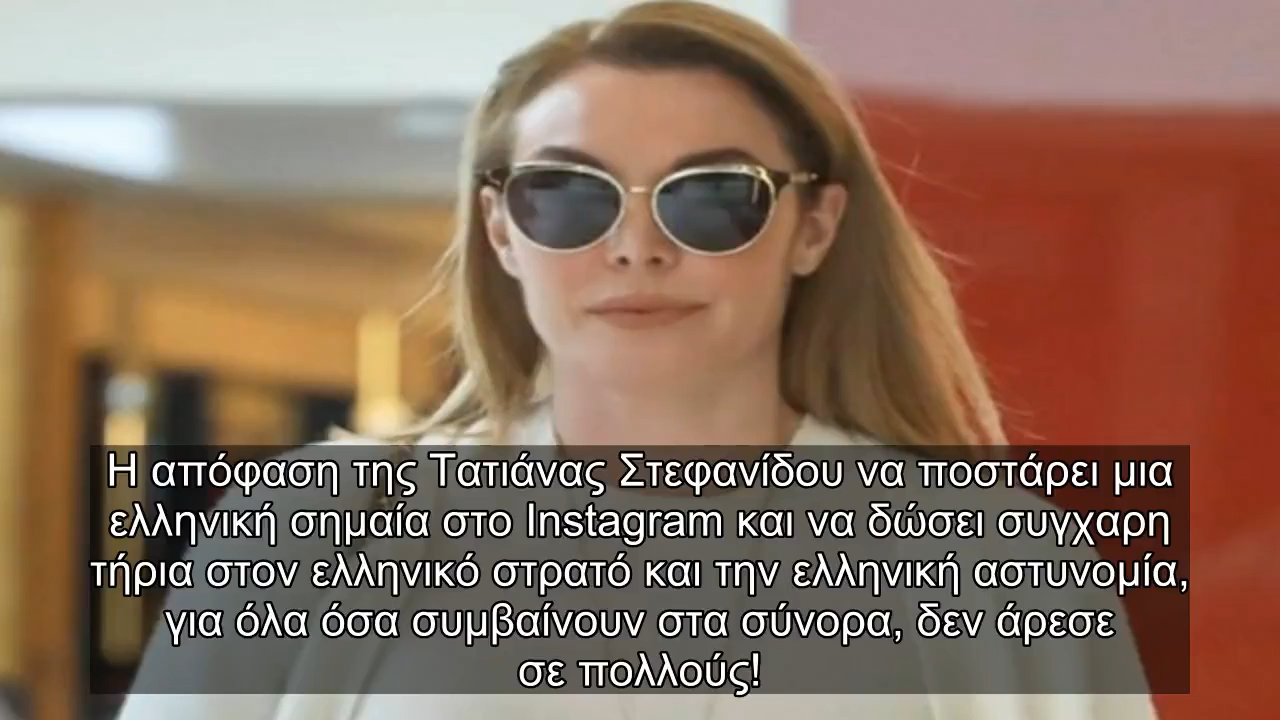 Η απόφαση της Τατιάνας Στεφανίδου να ποστάρει μια
ελληνική σημαία στο Instagram και να δώσει συγχαρη
τήρια στον ελληνικό στρατό και την ελληνική αστυνομία,
για όλα όσα συμβαίνουν στα σύνορα, δεν άρεσε
σε πολλούς!